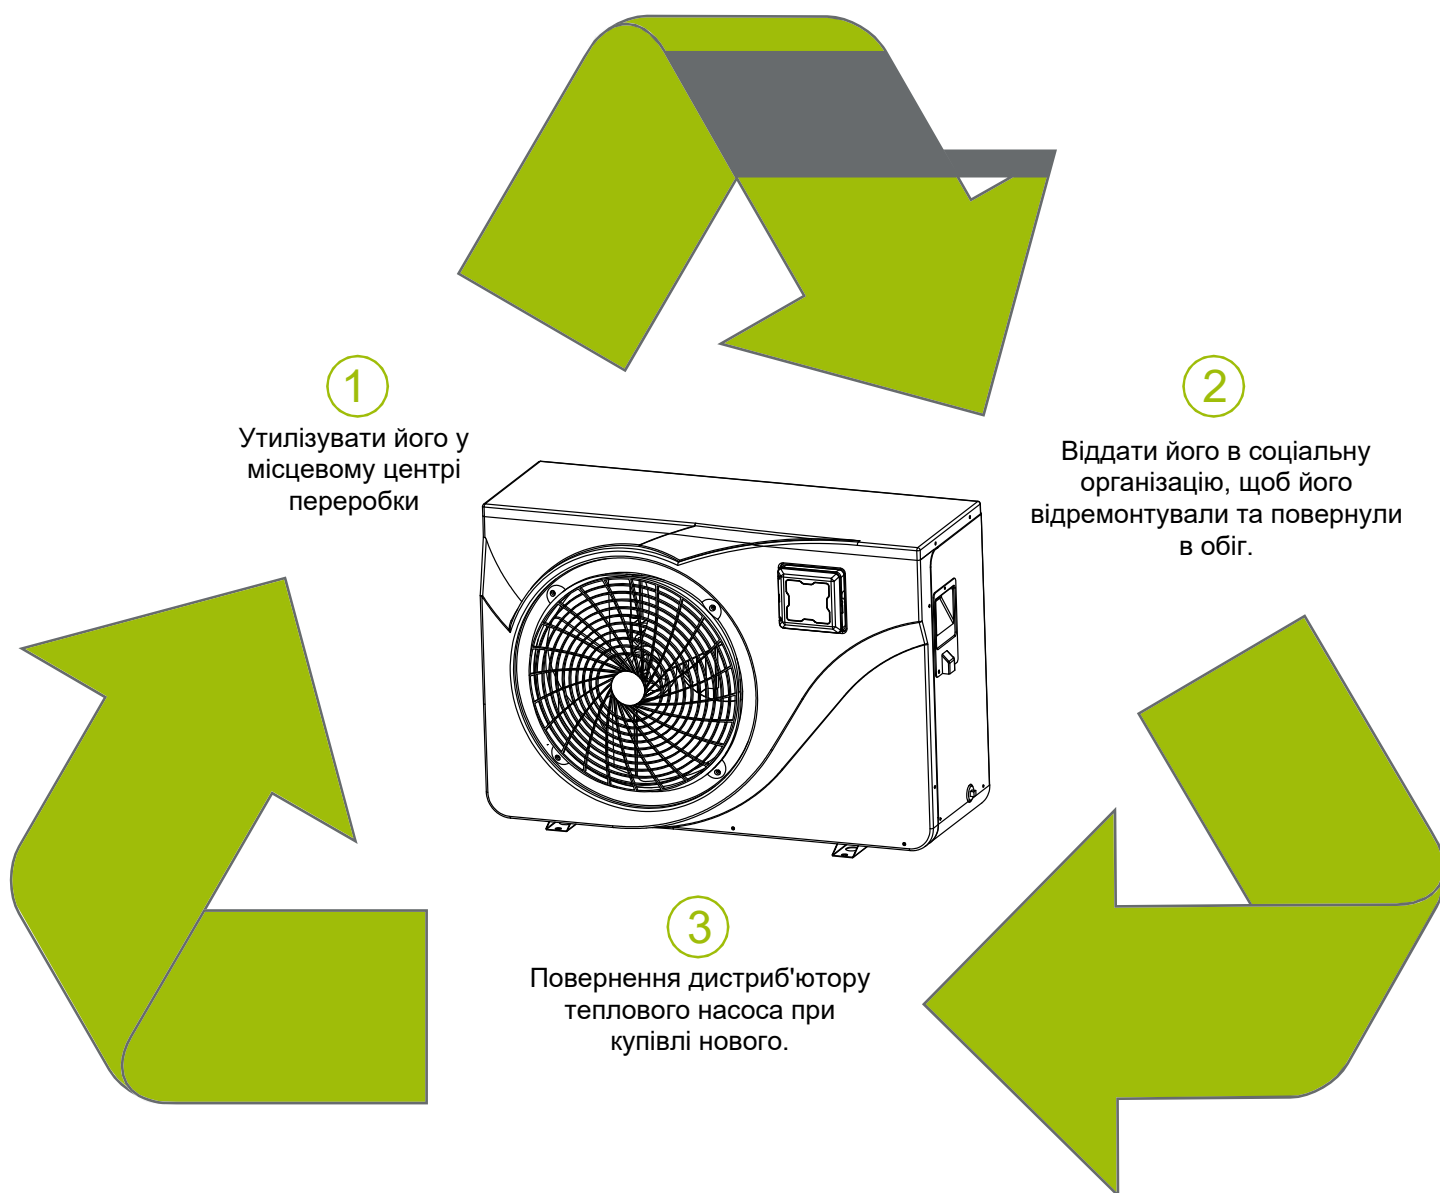 1
Утилізувати його у
місцевому центрі
переробки
2
Віддати його в соціальну
організацію, щоб його
відремонтували та повернули
в обіг.
3
Повернення дистриб'ютору
теплового насоса при
купівлі нового.